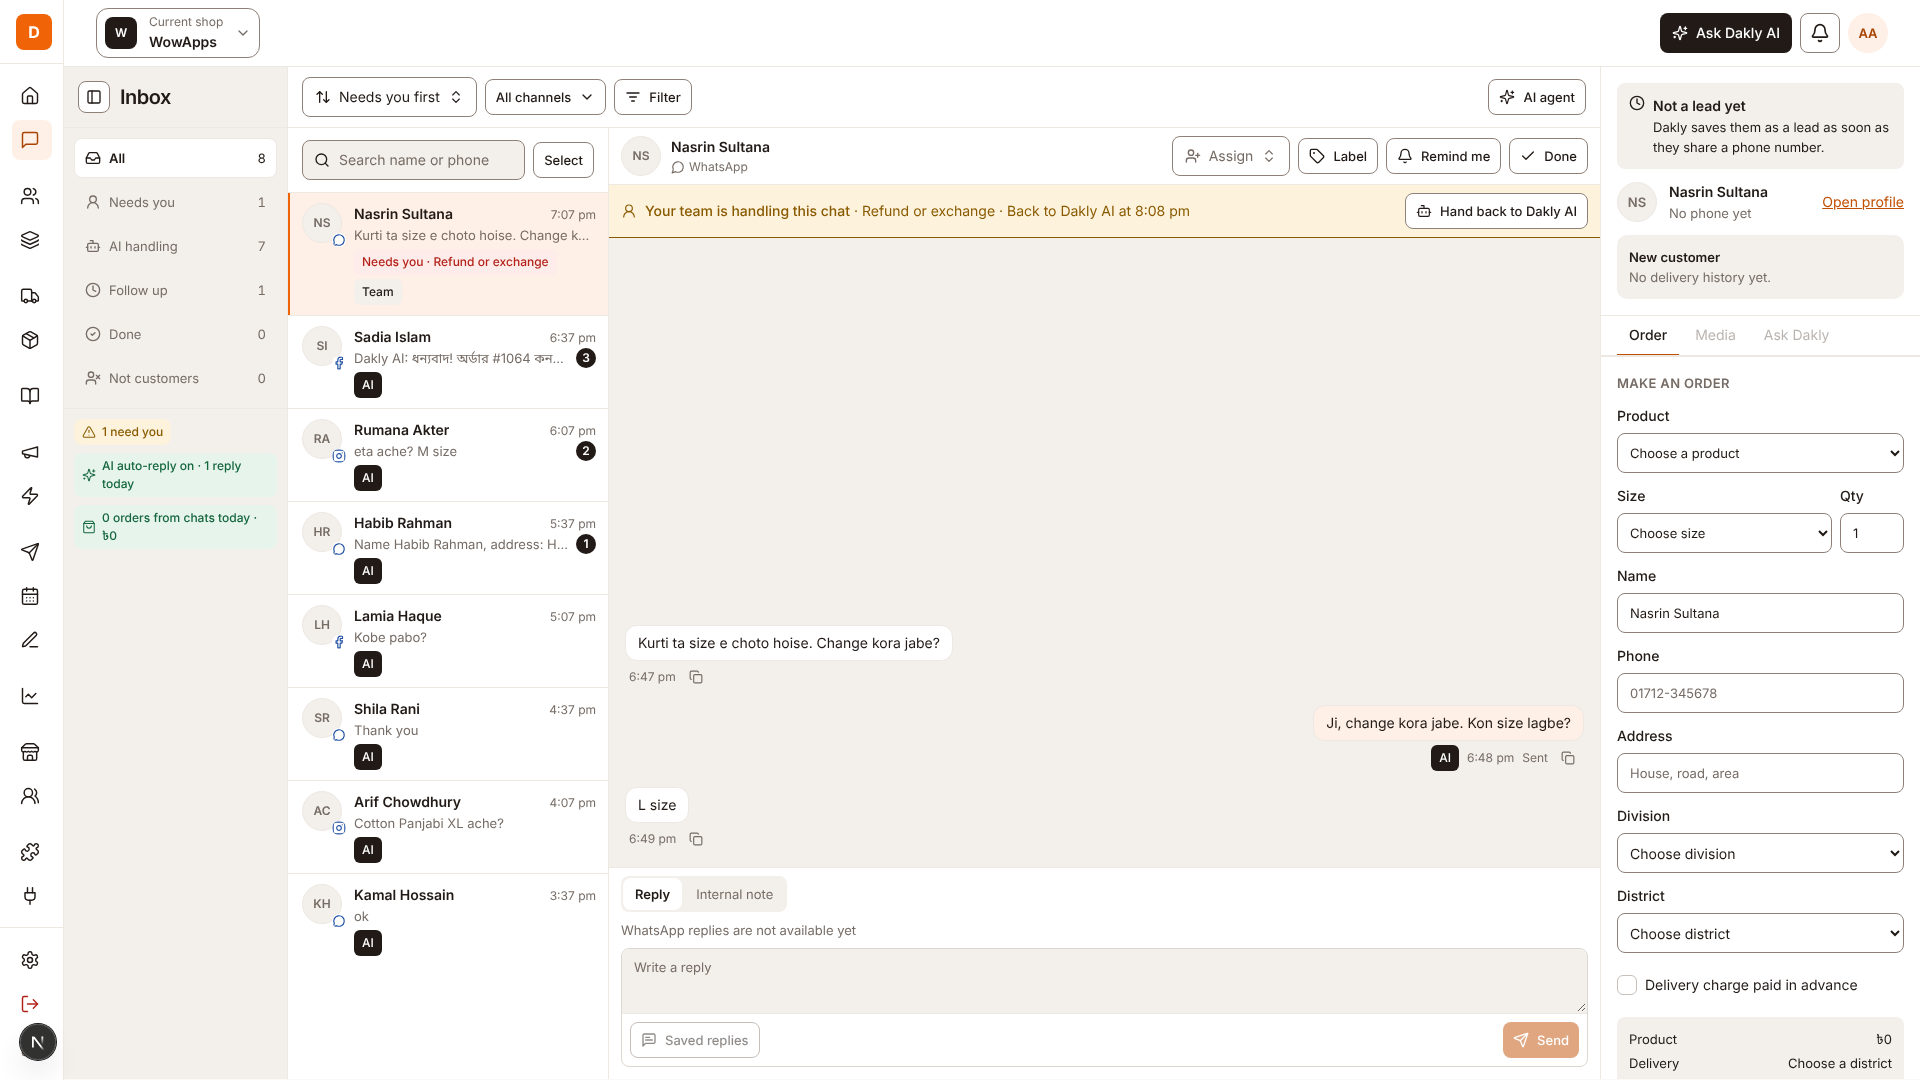 D
W
Current shop
WowApps
Ask Dakly AI
AA
Inbox
All 8
Needs you 1
AI handling 7
Follow up 1
Done 0
Not customers 0
1 need you
AI auto-reply on · 1 reply
today
0 orders from chats today ·
৳0
N
Needs you first
All channels
Filter
AI agent
Search name or phone
Select
NS
Nasrin Sultana 7:07 pm
Kurti ta size e choto hoise. Change k...
Needs you · Refund or exchange
Team
SI
Sadia Islam 6:37 pm
Dakly AI: ধন্যবাদ! অর্ডার #1064 কন... 3
AI
RA
Rumana Akter 6:07 pm
eta ache? M size 2
AI
HR
Habib Rahman 5:37 pm
Name Habib Rahman, address: H... 1
AI
LH
Lamia Haque 5:07 pm
Kobe pabo?
AI
SR
Shila Rani 4:37 pm
Thank you
AI
AC
Arif Chowdhury 4:07 pm
Cotton Panjabi XL ache?
AI
KH
Kamal Hossain 3:37 pm
ok
AI
NS
Nasrin Sultana
WhatsApp
Assign
Label
Remind me
Done
Your team is handling this chat · Refund or exchange · Back to Dakly AI at 8:08 pm
Hand back to Dakly AI
Kurti ta size e choto hoise. Change kora jabe?
6:47 pm
Ji, change kora jabe. Kon size lagbe?
AI 6:48 pm Sent
L size
6:49 pm
Reply
Internal note
WhatsApp replies are not available yet
Write a reply
Saved replies
Send
Not a lead yet
Dakly saves them as a lead as soon as
they share a phone number.
NS
Nasrin Sultana
No phone yet
Open profile
New customer
No delivery history yet.
Order
Media
Ask Dakly
MAKE AN ORDER
Product
Choose a product
Size Qty
Choose size 1
Name
Nasrin Sultana
Phone
01712-345678
Address
House, road, area
Division
Choose division
District
Choose district
Delivery charge paid in advance
Product ৳0
Delivery Choose a district